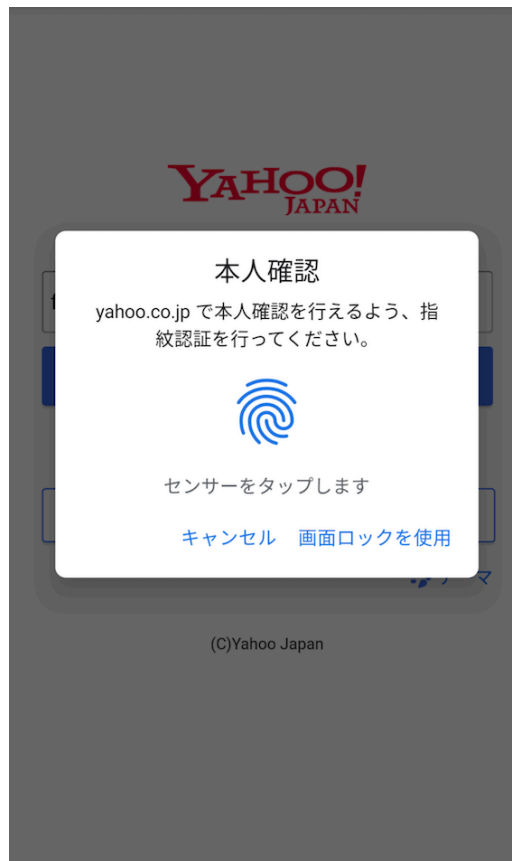 YAHOO!
JAPAN
本人確認
yahoo.co.jp で本人確認を行えるよう、指
紋認証を行ってください。
センサーをタップします
キャンセル 画面ロックを使用
(C)Yahoo Japan